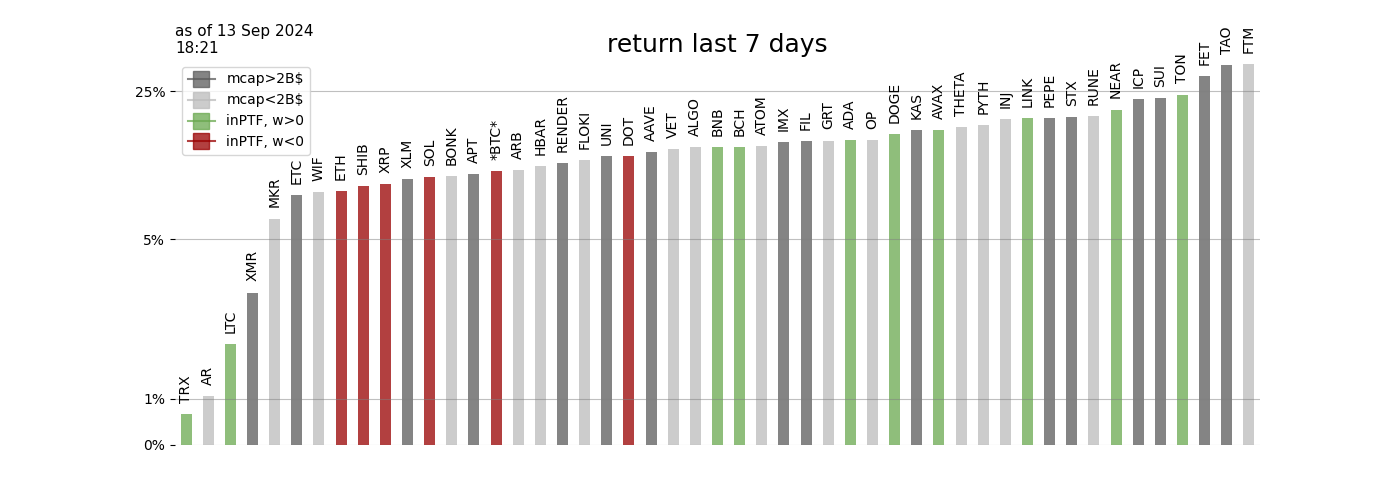 as of 13 Sep 2024
18:21
return last 7 days
mcap>2B$
mcap<2B$
inPTF, w>0
inPTF, w<0
25%
5%
1%
0%
TRX
AR
LTC
XMR
MKR
ETC
WIF
ETH
SHIB
XRP
XLM
SOL
BONK
APT
*BTC*
ARB
HBAR
RENDER
FLOKI
UNI
DOT
AAVE
VET
ALGO
BNB
BCH
ATOM
IMX
FIL
GRT
ADA
OP
DOGE
KAS
AVAX
THETA
PYTH
INJ
LINK
PEPE
STX
RUNE
NEAR
ICP
SUI
TON
FET
TAO
FTM